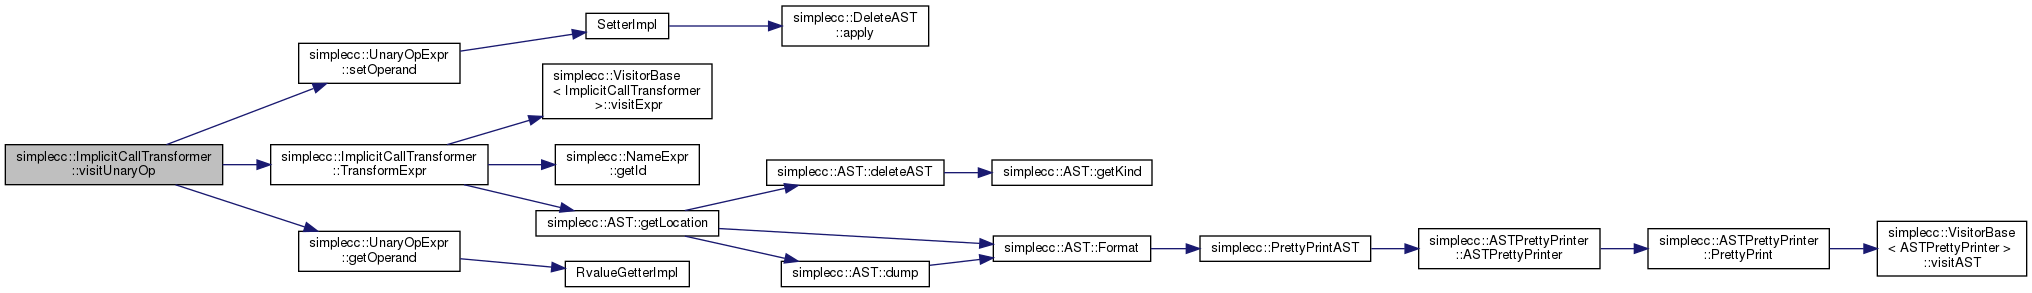 simplecc::ImplicitCallTransformer
::visitUnaryOp
simplecc::UnaryOpExpr
::setOperand
SetterImpl
simplecc::DeleteAST
::apply
simplecc::ImplicitCallTransformer
::TransformExpr
simplecc::VisitorBase
< ImplicitCallTransformer
>::visitExpr
simplecc::NameExpr
::getId
simplecc::AST::getLocation
simplecc::AST::deleteAST
simplecc::AST::getKind
simplecc::AST::Format
simplecc::PrettyPrintAST
simplecc::ASTPrettyPrinter
::ASTPrettyPrinter
simplecc::ASTPrettyPrinter
::PrettyPrint
simplecc::VisitorBase
< ASTPrettyPrinter >
::visitAST
simplecc::AST::dump
simplecc::UnaryOpExpr
::getOperand
RvalueGetterImpl